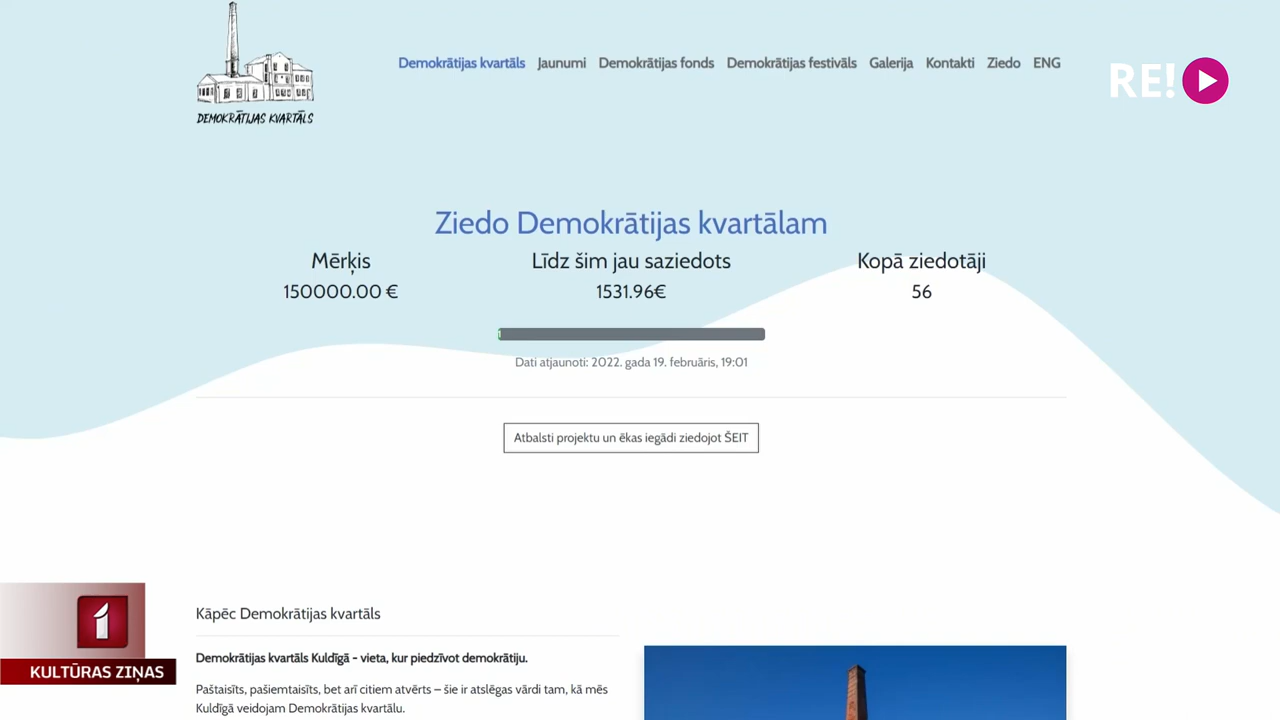 DEMOKRĀTIJAS KVARTĀLS
Demokrātijas kvartāls Jaunumi Demokrātijas fonds Demokrātijas festivāls Galerija Kontakti Ziedo ENG
RE!
Ziedo Demokrātijas kvartālam
Mērķis Līdz šim jau saziedots Kopā ziedotāji
150000.00 € 1531.96€ 56
Dati atjaunoti: 2022. gada 19. februāris, 19:01
Atbalsti projektu un ēkas iegādi ziedojot ŠEIT
Kāpēc Demokrātijas kvartāls
Demokrātijas kvartāls Kuldīgā - vieta, kur piedzīvot demokrātiju.
Paštaisīts, pašiemtaisīts, bet arī citiem atvērts – šie ir atslēgas vārdi tam, kā mēs
Kuldīgā veidojam Demokrātijas kvartālu.
1
KULTŪRAS ZIŅAS